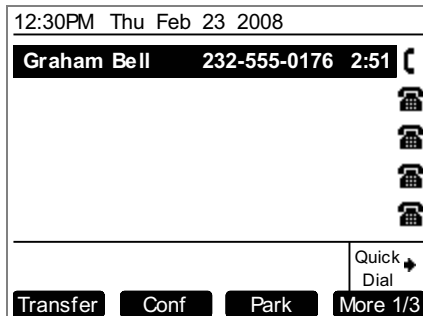 12:30PM Thu Feb 23 2008
Graham Bell 232-555-0176 2:51
Quick
Dial
Transfer Conf Park More 1/3